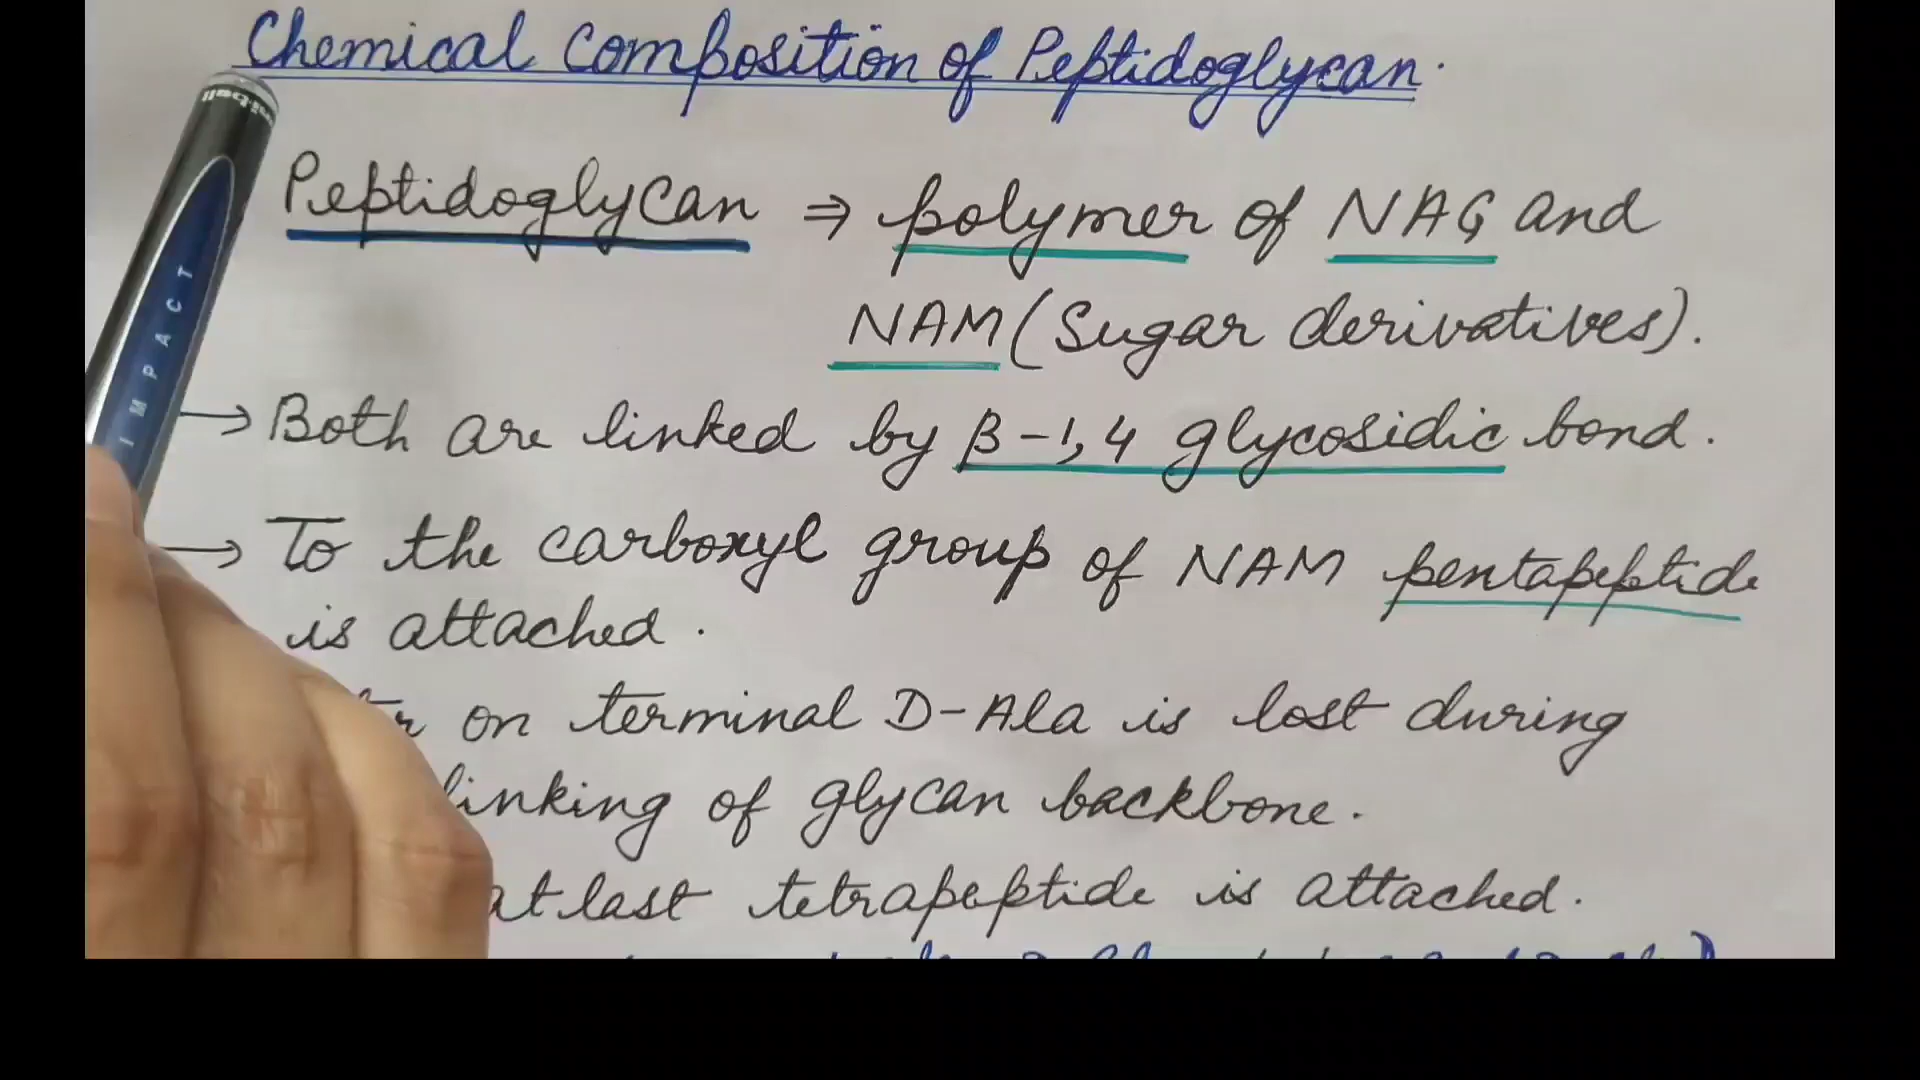 Chemical Composition of Peptidoglycan.
Peptidoglycan ⇒ polymer of NAG and
NAM (Sugar derivatives).
→ Both are linked by β-1,4 glycosidic bond.
→ To the carboxyl group of NAM pentapeptide
is attached.
on terminal D-Ala is lost during
linking of glycan backbone.
at last tetrapeptide is attached.
IMPACT